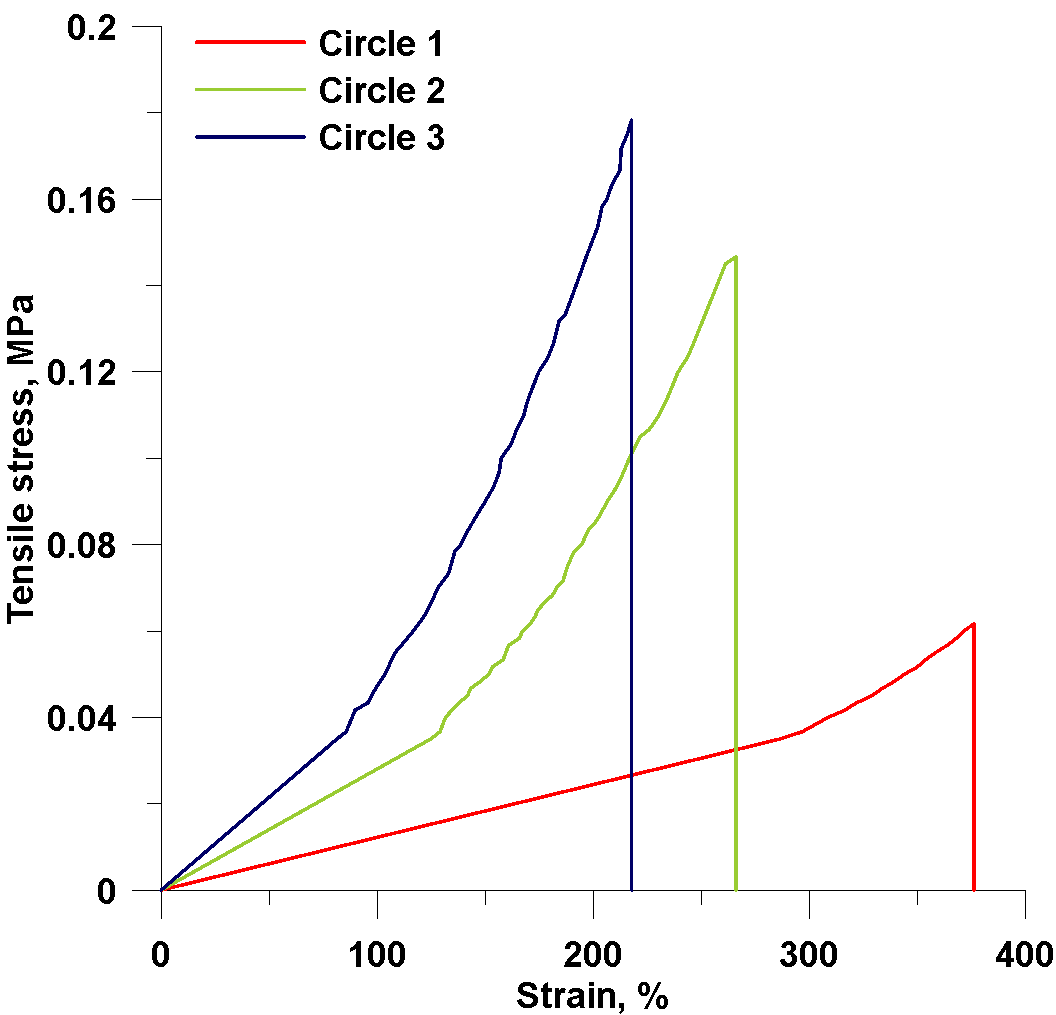 0.2
Circle 1
Circle 2
Circle 3
0.16
0.12
0.08
0.04
0
Tensile stress, MPa
0 100 200 300 400
Strain, %